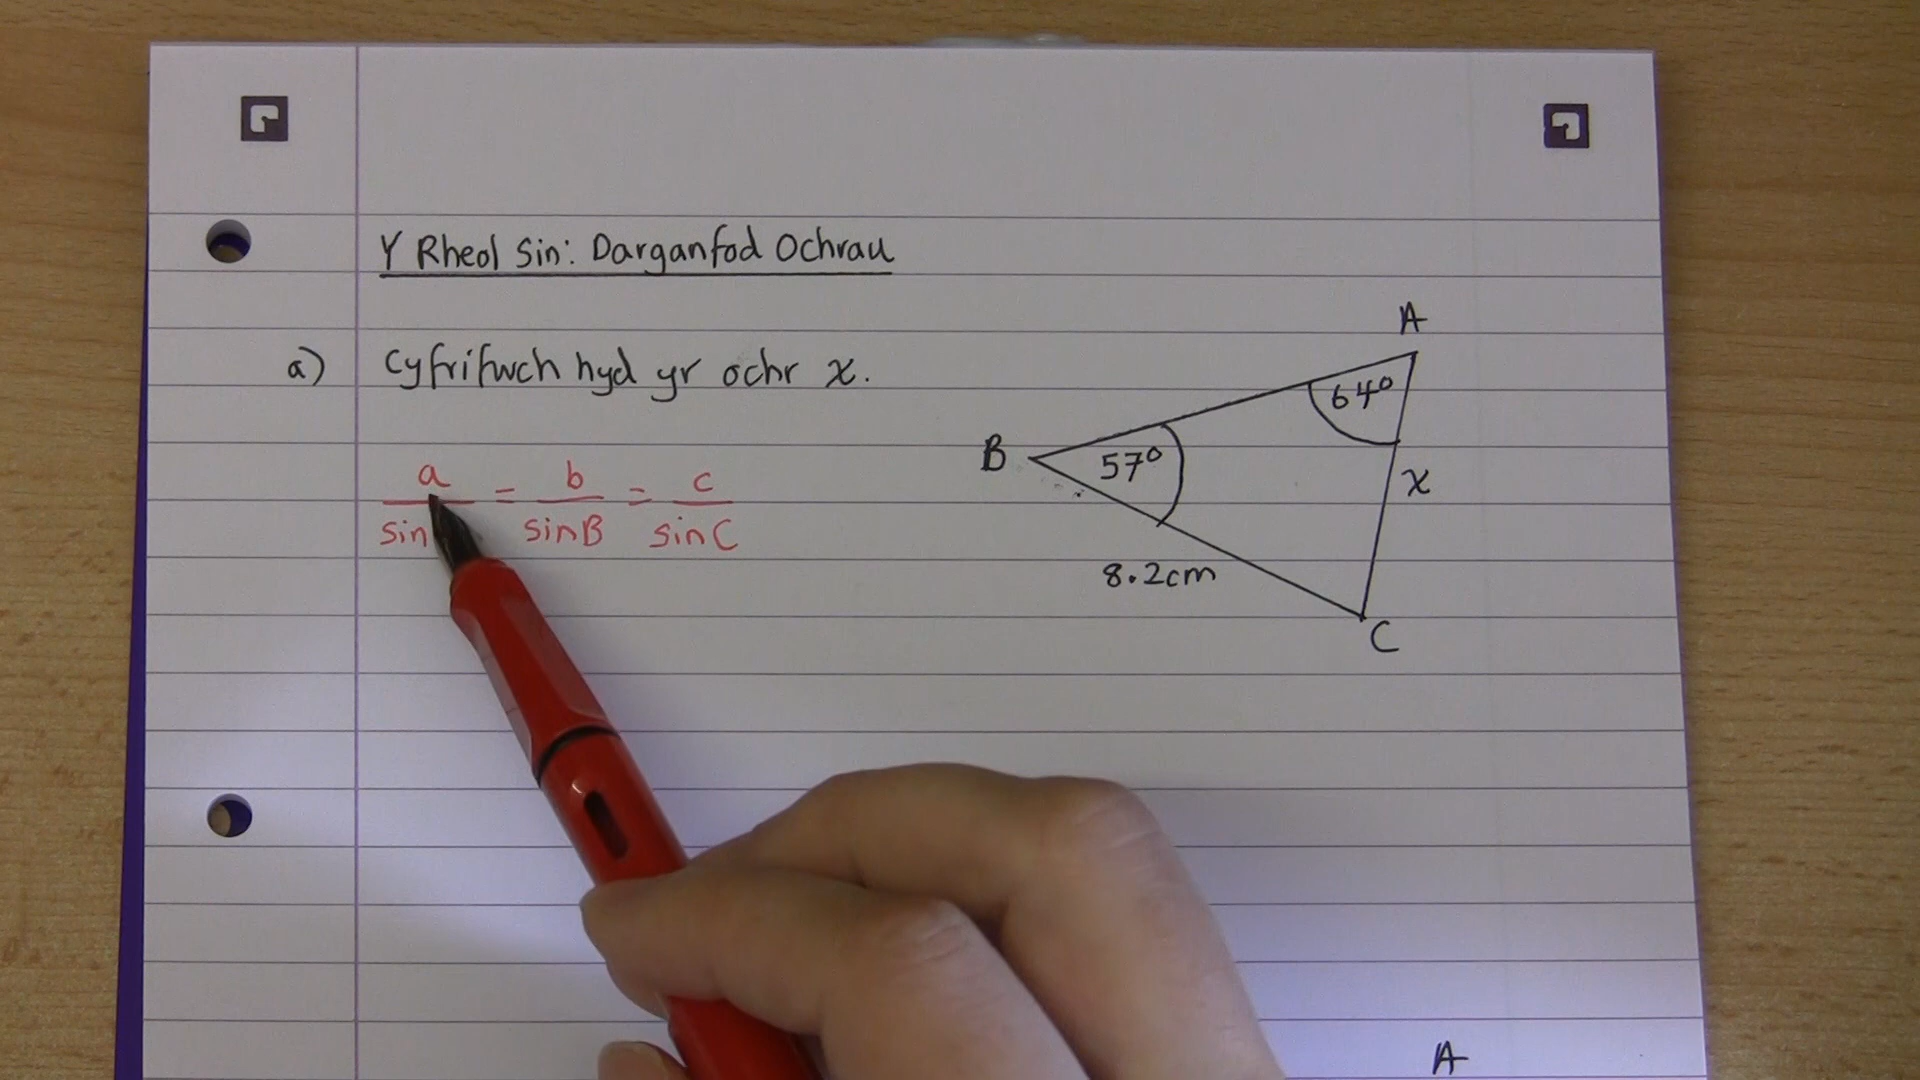 Y Rheol Sin: Darganfod Ochrau
a) Cyfrifwch hyd yr ochr x.
a/sin = b/sinB = c/sinC
A
64°
B
57°
x
8.2cm
C
A